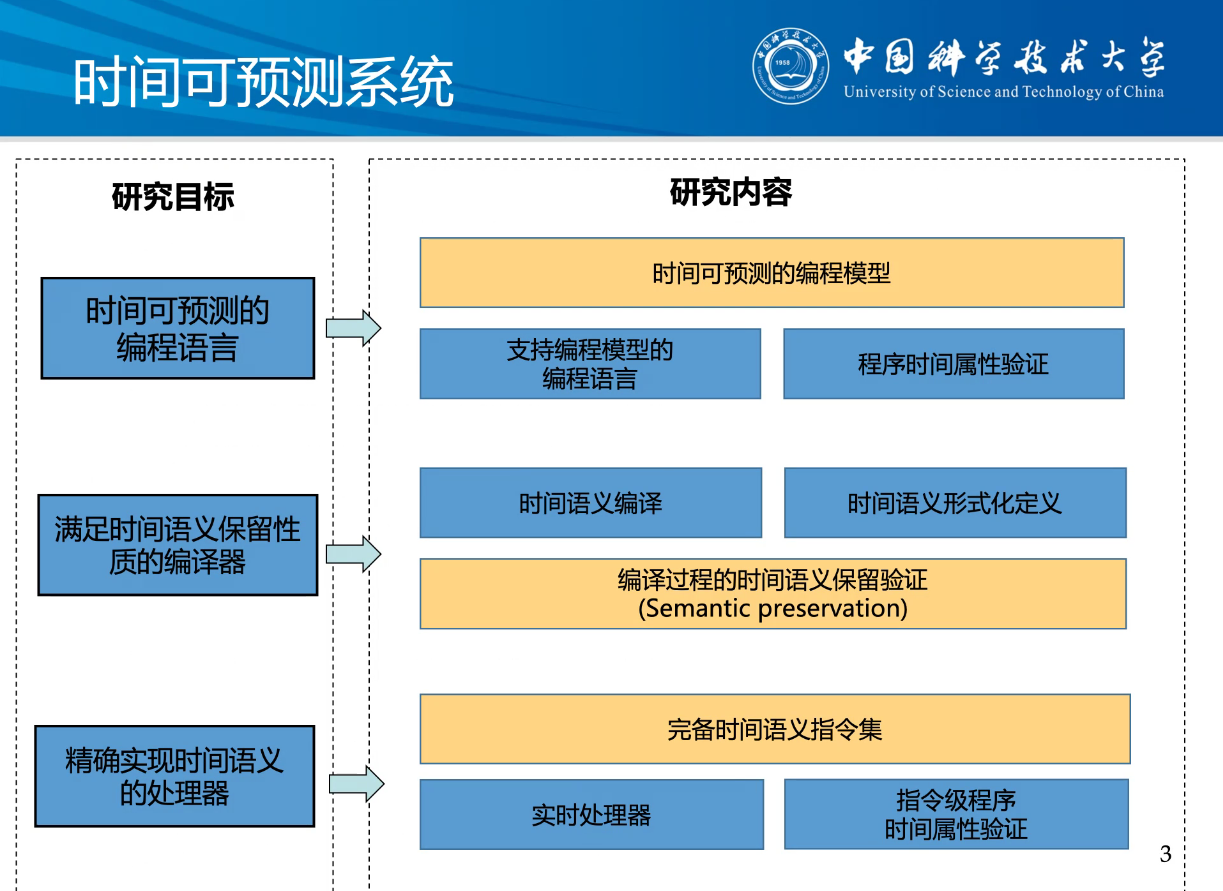 时间可预测系统
中国科学技术大学
University of Science and Technology of China
1958
研究目标
研究内容
时间可预测的
编程语言
时间可预测的编程模型
支持编程模型的
编程语言
程序时间属性验证
满足时间语义保留性
质的编译器
时间语义编译
时间语义形式化定义
编译过程的时间语义保留验证
(Semantic preservation)
精确实现时间语义
的处理器
完备时间语义指令集
实时处理器
指令级程序
时间属性验证
3